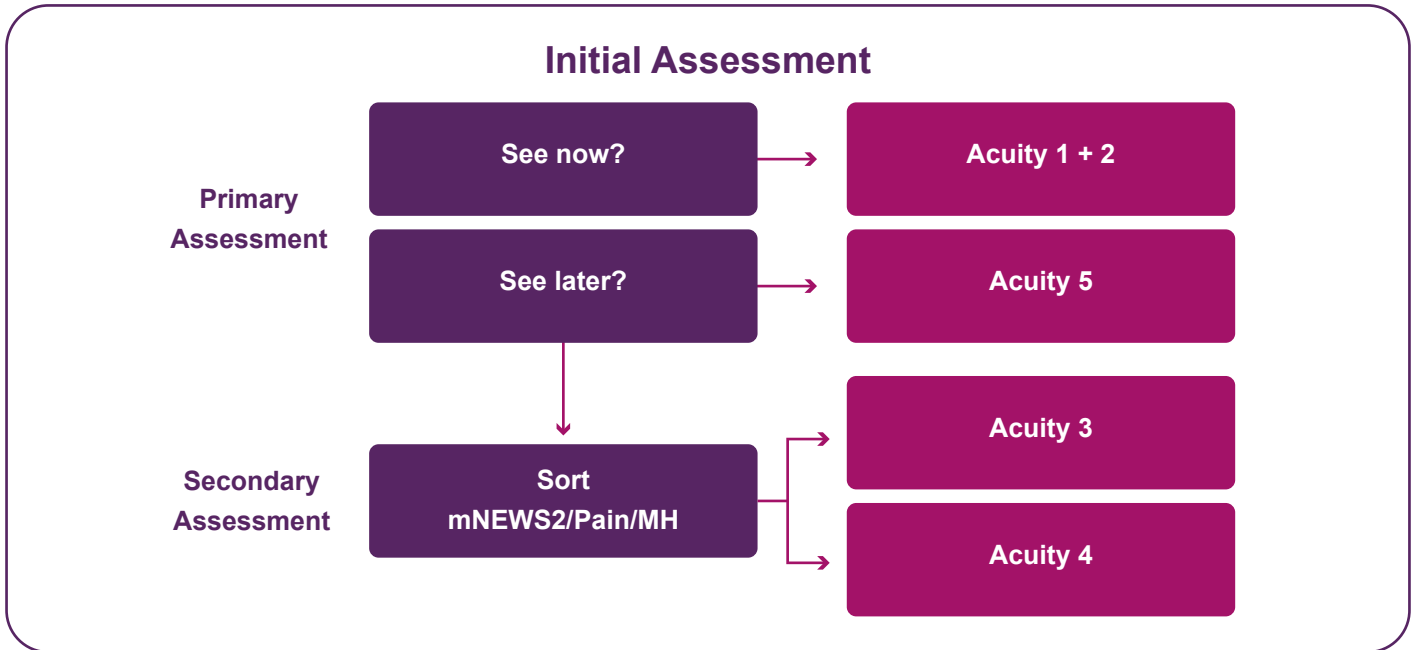 Initial Assessment
Primary
Assessment
See now?
Acuity 1 + 2
See later?
Acuity 5
Secondary
Assessment
Sort
mNEWS2/Pain/MH
Acuity 3
Acuity 4